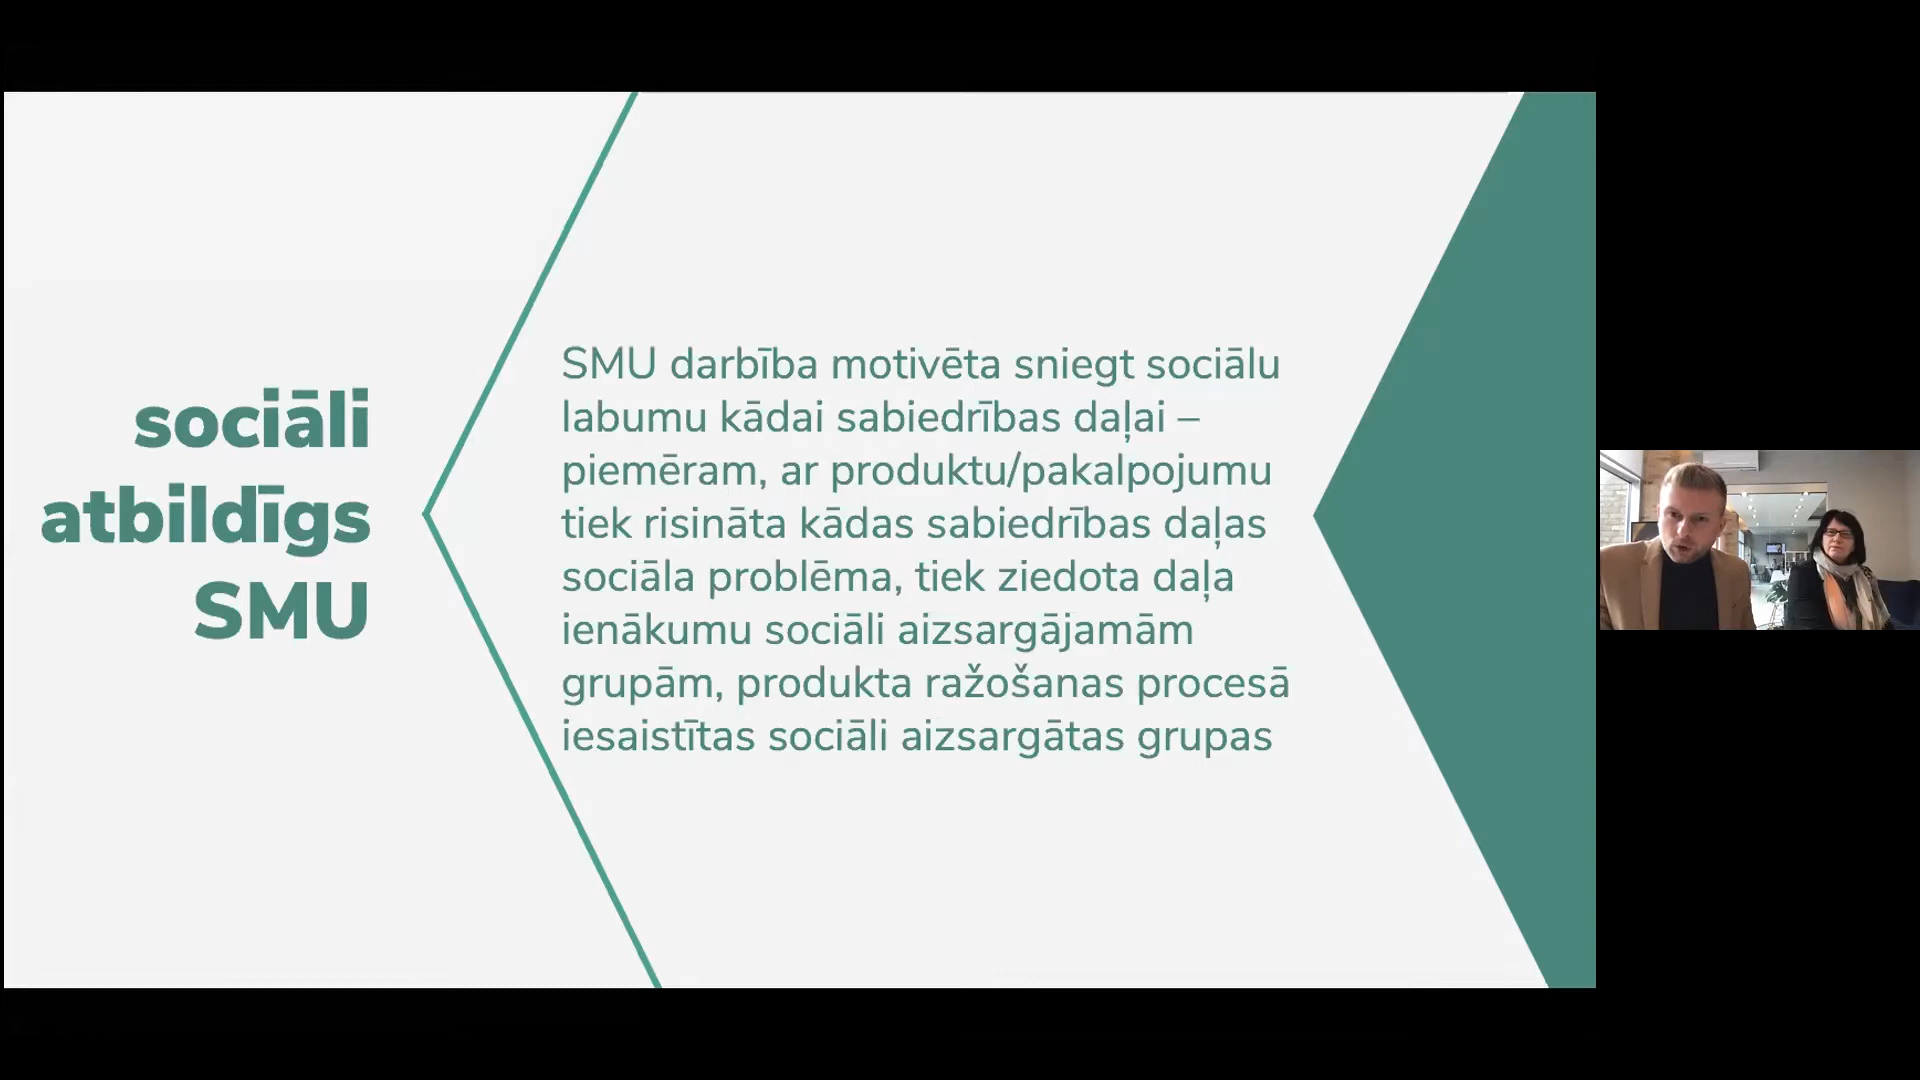 sociāli
atbildīgs
SMU
SMU darbība motivēta sniegt sociālu
labumu kādai sabiedrības daļai –
piemēram, ar produktu/pakalpojumu
tiek risināta kādas sabiedrības daļas
sociāla problēma, tiek ziedota daļa
ienākumu sociāli aizsargājamām
grupām, produkta ražošanas procesā
iesaistītas sociāli aizsargātas grupas